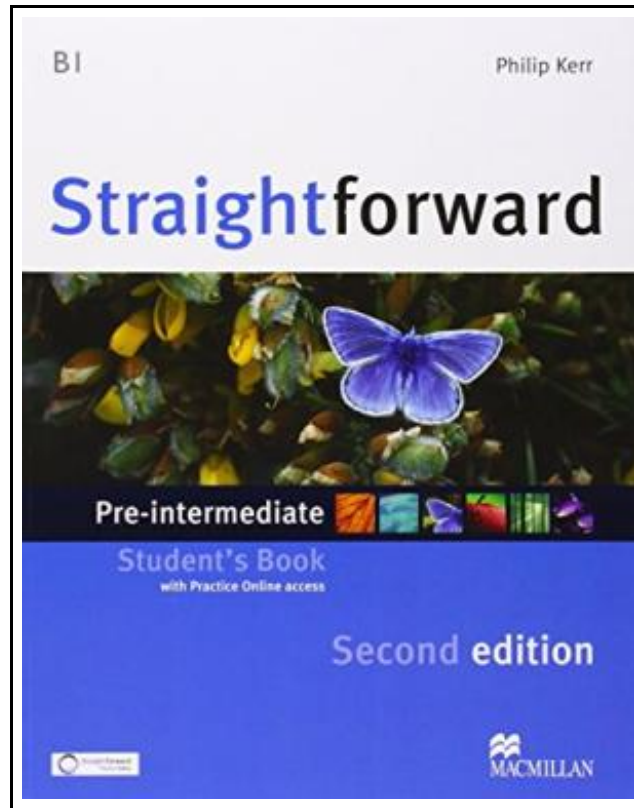 B1
Philip Kerr
Straightforward
Pre-intermediate
Student's Book
with Practice Online access
Second edition
MACMILLAN